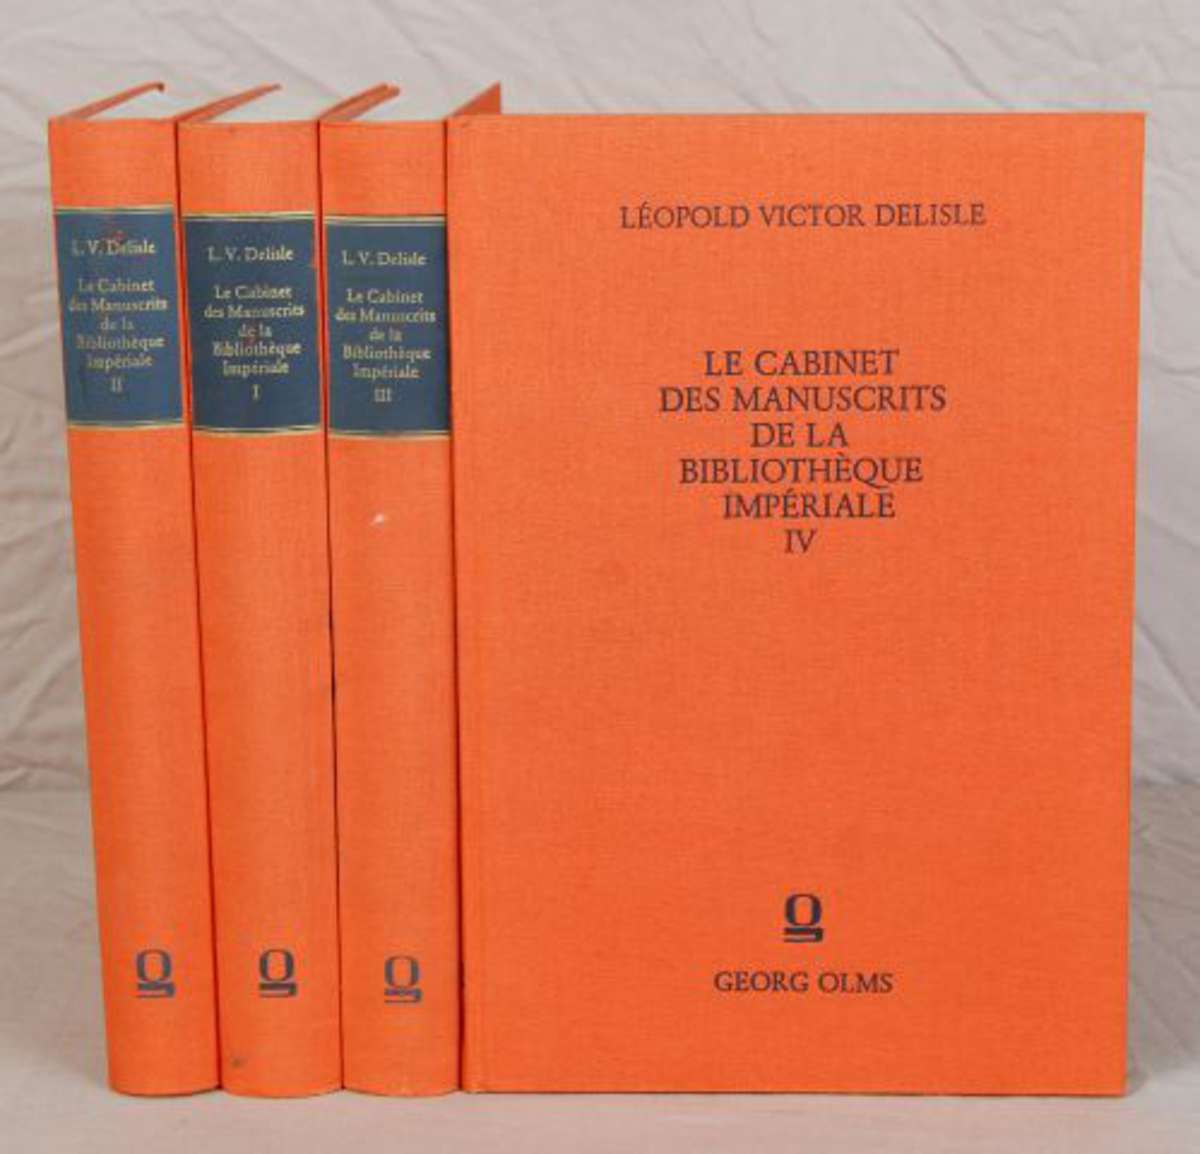 L. V. Delisle
Le Cabinet
des Manuscrits
de la
Bibliothèque
Impériale
II
L. V. Delisle
Le Cabinet
des Manuscrits
de la
Bibliothèque
Impériale
I
L. V. Delisle
Le Cabinet
des Manuscrits
de la
Bibliothèque
Impériale
III
LÉOPOLD VICTOR DELISLE
LE CABINET
DES MANUSCRITS
DE LA
BIBLIOTHÈQUE
IMPÉRIALE
IV
GEORG OLMS